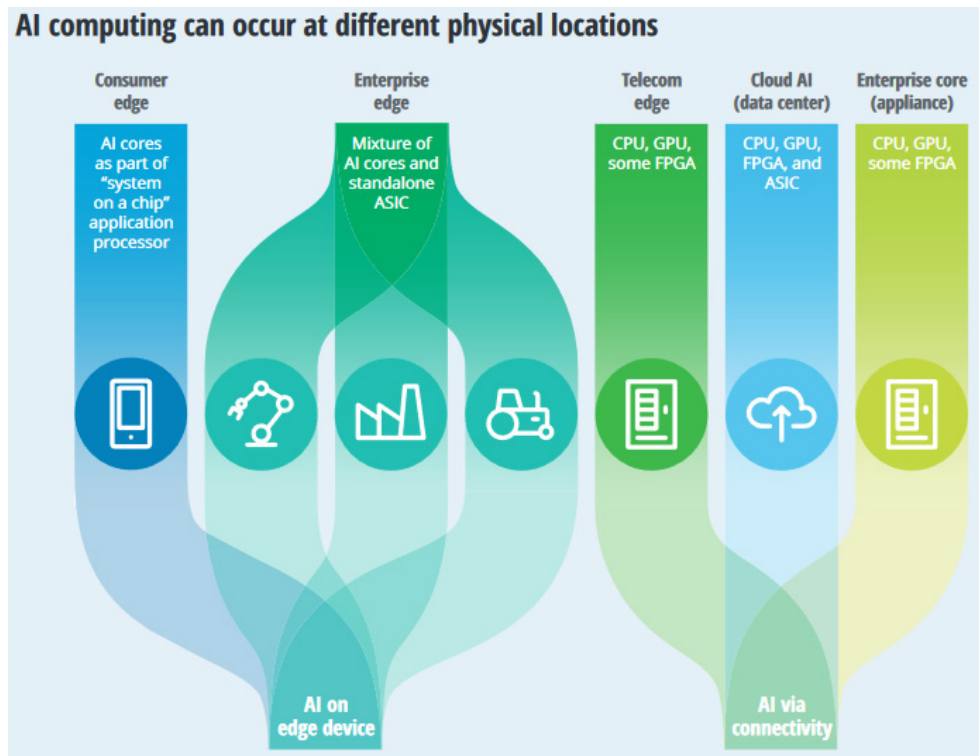 AI computing can occur at different physical locations
Consumer
edge
Enterprise
edge
Telecom
edge
Cloud AI
(data center)
Enterprise core
(appliance)
AI cores
as part of
“system
on a chip”
application
processor
Mixture of
AI cores and
standalone
ASIC
CPU, GPU,
some FPGA
CPU, GPU,
FPGA, and
ASIC
CPU, GPU,
some FPGA
AI on
edge device
AI via
connectivity